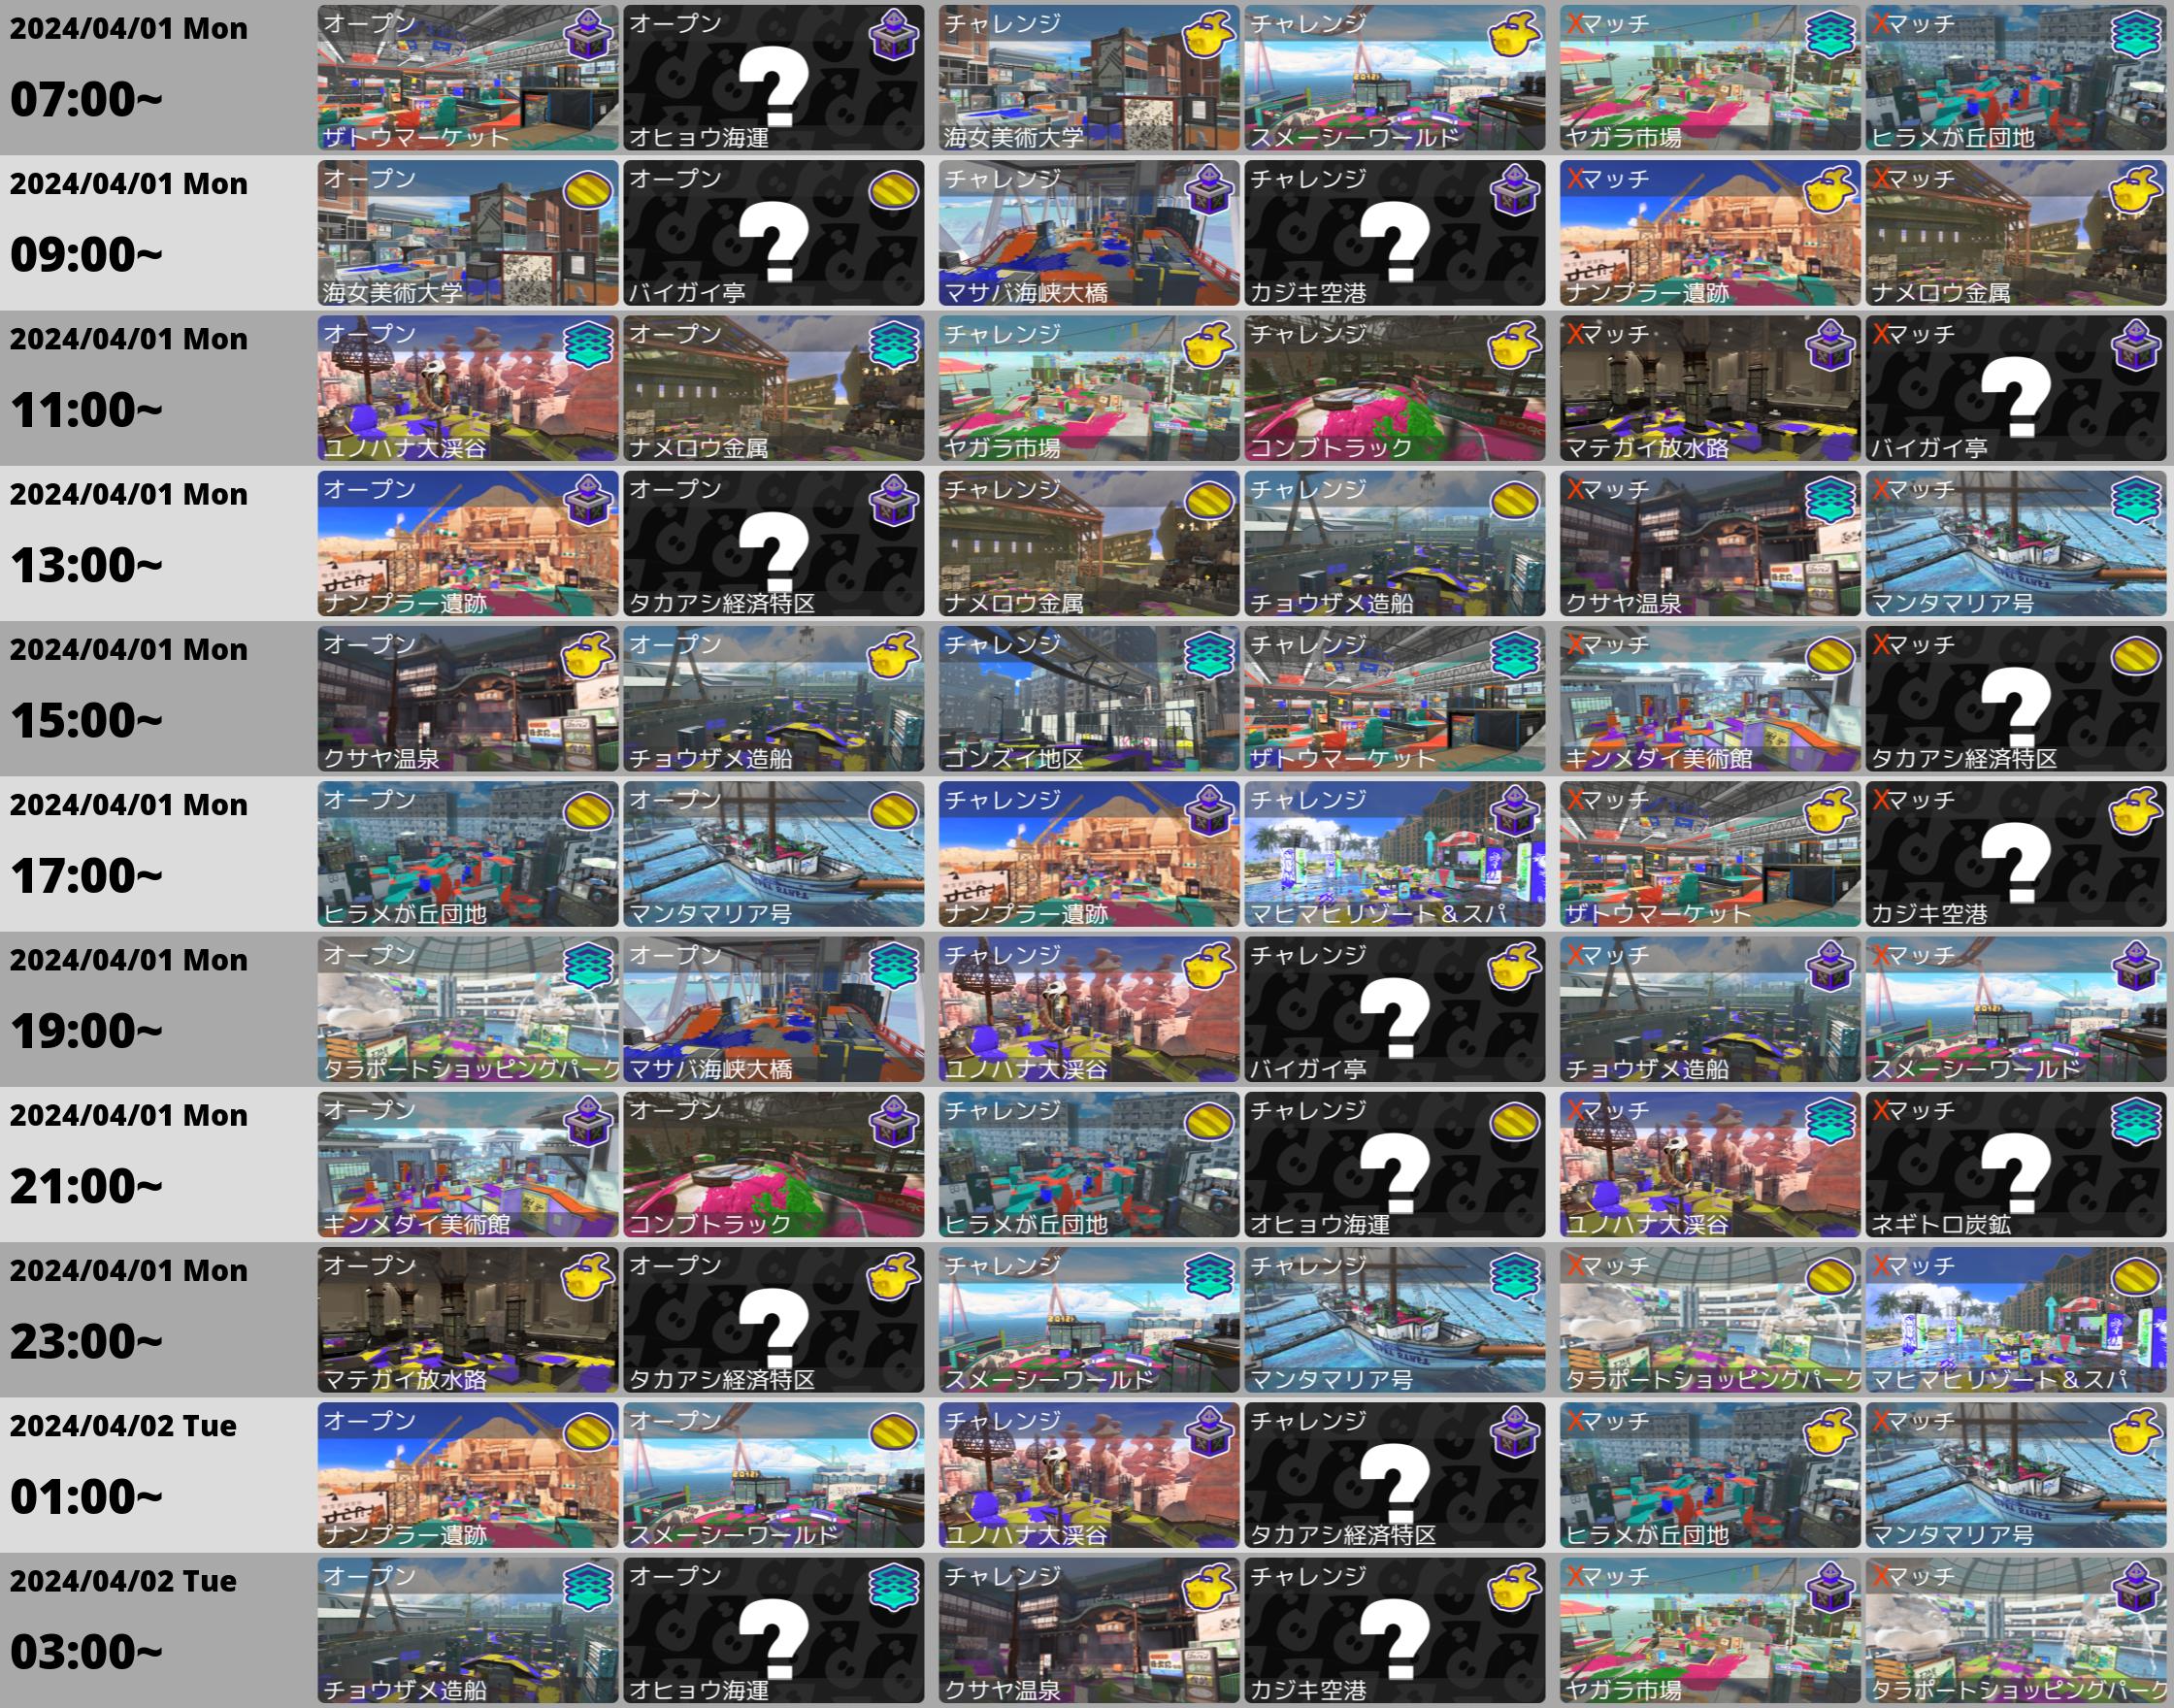 2024/04/01 Mon
07:00~
オープン
ザトウマーケット
オープン
オヒョウ海運
チャレンジ
海女美術大学
チャレンジ
スメーシーワールド
Xマッチ
ヤガラ市場
Xマッチ
ヒラメが丘団地
2024/04/01 Mon
09:00~
オープン
海女美術大学
オープン
バイガイ亭
チャレンジ
マサバ海峡大橋
チャレンジ
カジキ空港
Xマッチ
ナンプラー遺跡
Xマッチ
ナメロウ金属
2024/04/01 Mon
11:00~
オープン
ユノハナ大渓谷
オープン
ナメロウ金属
チャレンジ
ヤガラ市場
チャレンジ
コンブトラック
Xマッチ
マテガイ放水路
Xマッチ
バイガイ亭
2024/04/01 Mon
13:00~
オープン
ナンプラー遺跡
オープン
タカアシ経済特区
チャレンジ
ナメロウ金属
チャレンジ
チョウザメ造船
Xマッチ
クサヤ温泉
Xマッチ
マンタマリア号
2024/04/01 Mon
15:00~
オープン
クサヤ温泉
オープン
チョウザメ造船
チャレンジ
ゴンズイ地区
チャレンジ
ザトウマーケット
Xマッチ
キンメダイ美術館
Xマッチ
タカアシ経済特区
2024/04/01 Mon
17:00~
オープン
ヒラメが丘団地
オープン
マンタマリア号
チャレンジ
ナンプラー遺跡
チャレンジ
マヒマヒリゾート&スパ
Xマッチ
ザトウマーケット
Xマッチ
カジキ空港
2024/04/01 Mon
19:00~
オープン
タラポートショッピングパーク
オープン
マサバ海峡大橋
チャレンジ
ユノハナ大渓谷
チャレンジ
バイガイ亭
Xマッチ
チョウザメ造船
Xマッチ
スメーシーワールド
2024/04/01 Mon
21:00~
オープン
キンメダイ美術館
オープン
コンブトラック
チャレンジ
ヒラメが丘団地
チャレンジ
オヒョウ海運
Xマッチ
ユノハナ大渓谷
Xマッチ
ネギトロ炭鉱
2024/04/01 Mon
23:00~
オープン
マテガイ放水路
オープン
タカアシ経済特区
チャレンジ
スメーシーワールド
チャレンジ
マンタマリア号
Xマッチ
タラポートショッピングパーク
Xマッチ
マヒマヒリゾート&スパ
2024/04/02 Tue
01:00~
オープン
ナンプラー遺跡
オープン
スメーシーワールド
チャレンジ
ユノハナ大渓谷
チャレンジ
タカアシ経済特区
Xマッチ
ヒラメが丘団地
Xマッチ
マンタマリア号
2024/04/02 Tue
03:00~
オープン
チョウザメ造船
オープン
オヒョウ海運
チャレンジ
クサヤ温泉
チャレンジ
カジキ空港
Xマッチ
ヤガラ市場
Xマッチ
タラポートショッピングパーク